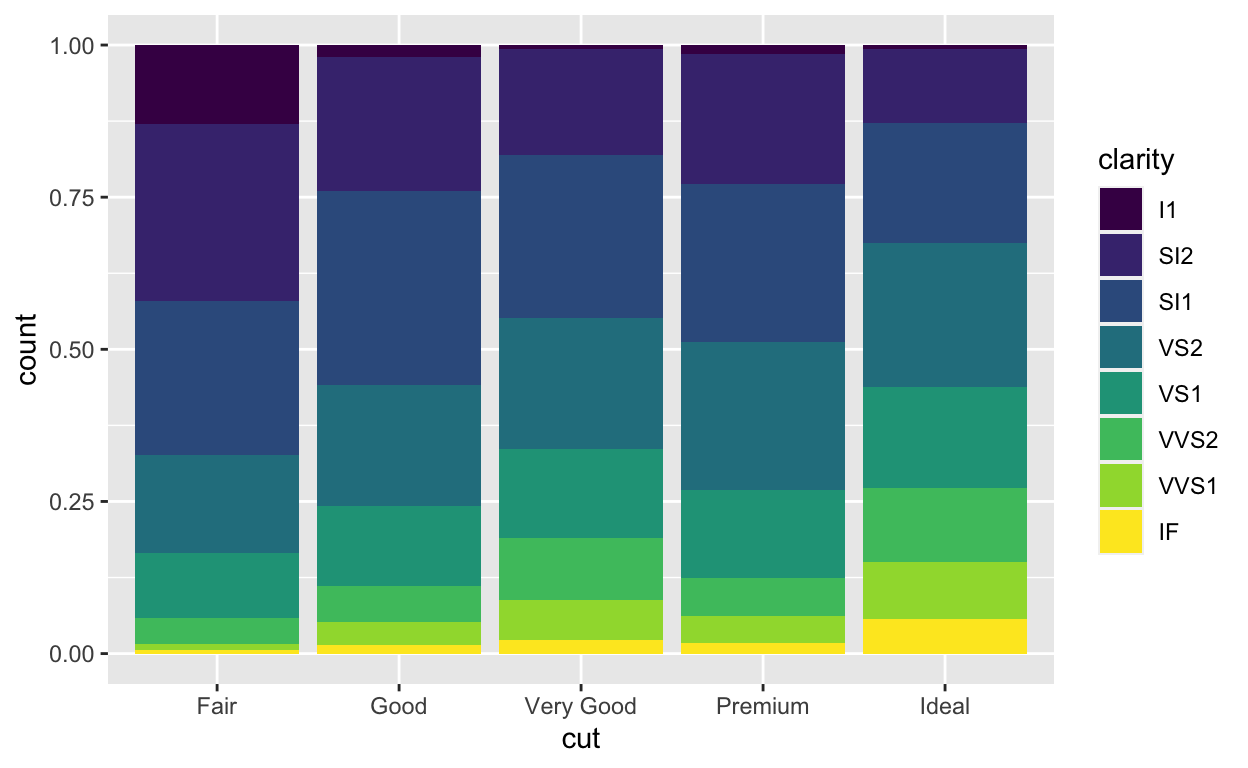 1.00
0.75
0.50
0.25
0.00
count
Fair Good Very Good Premium Ideal
cut
clarity
I1
SI2
SI1
VS2
VS1
VVS2
VVS1
IF